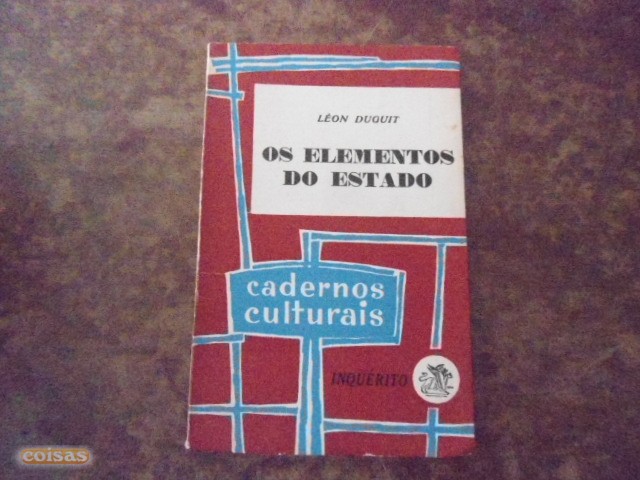 LÉON DUGUIT
OS ELEMENTOS
DO ESTADO
cadernos
culturais
INQUÉRITO
coisas